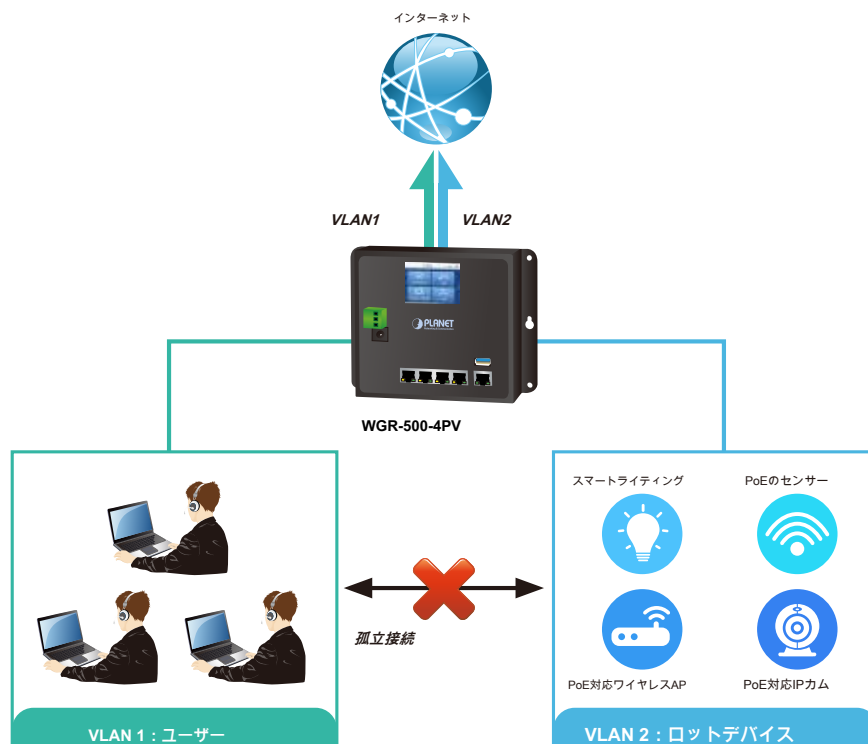 インターネット
VLAN1
VLAN2
PLANET
WGR-500-4PV
スマートライティング
PoEのセンサー
孤立接続
PoE対応ワイヤレスAP
PoE対応IPカム
VLAN 1：ユーザー
VLAN 2：ロットデバイス